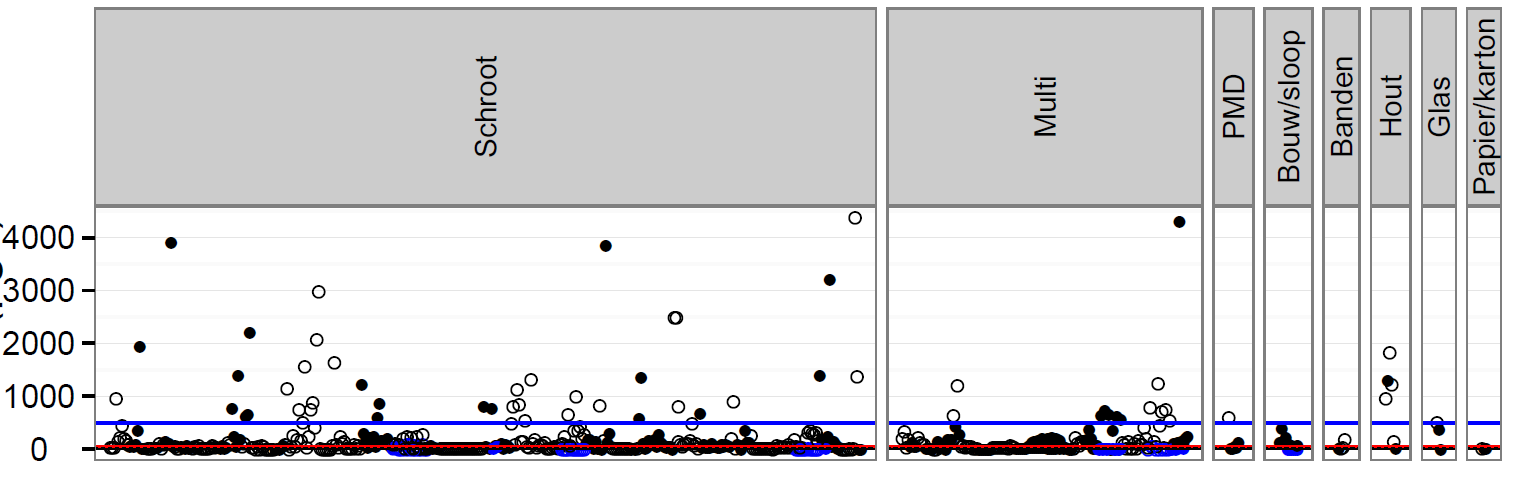 Schroot
Multi
PMD
Bouw/sloop
Banden
Hout
Glas
Papier/karton
4000
3000
2000
1000
0